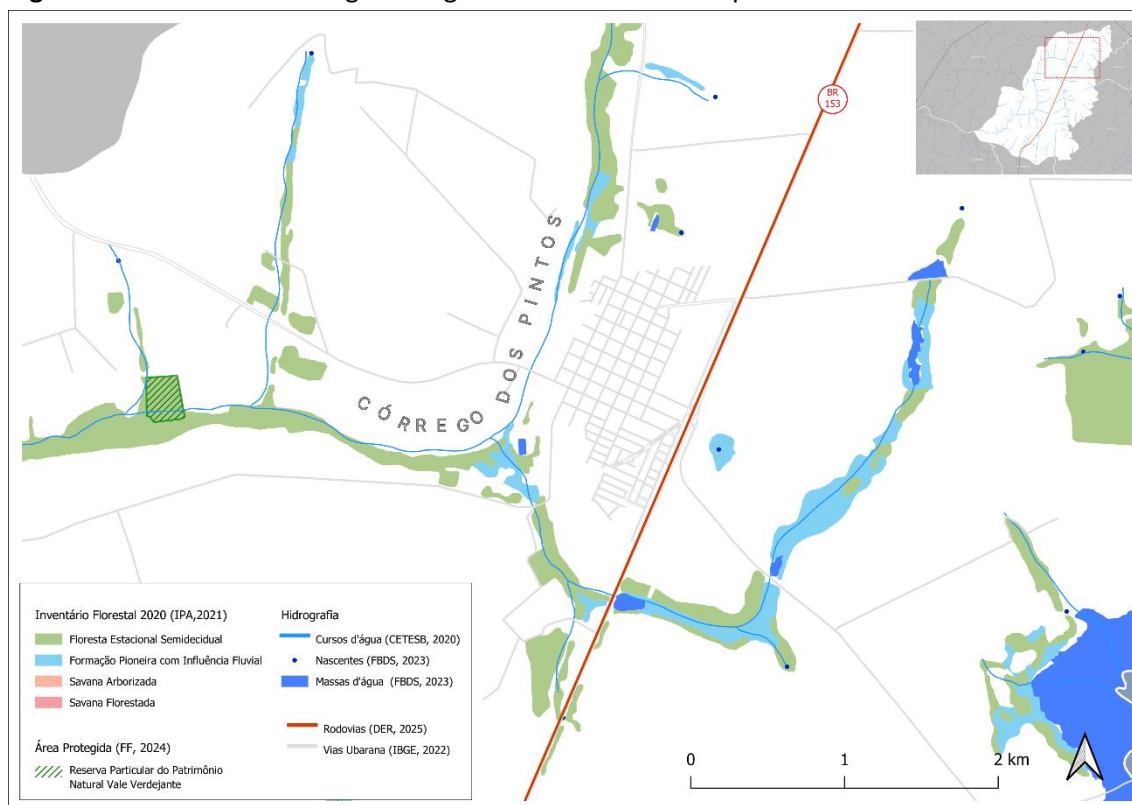 BR
153
CÓRREGO DOS PINTOS
Inventário Florestal 2020 (IPA,2021)
Floresta Estacional Semidecidual
Formação Pioneira com Influência Fluvial
Savana Arborizada
Savana Florestada
Área Protegida (FF, 2024)
Reserva Particular do Patrimônio
Natural Vale Verdejante
Hidrografia
Cursos d'água (CETESB, 2020)
Nascentes (FBDS, 2023)
Massas d'água (FBDS, 2023)
Rodovias (DER, 2025)
Vias Ubarana (IBGE, 2022)
0 1 2 km